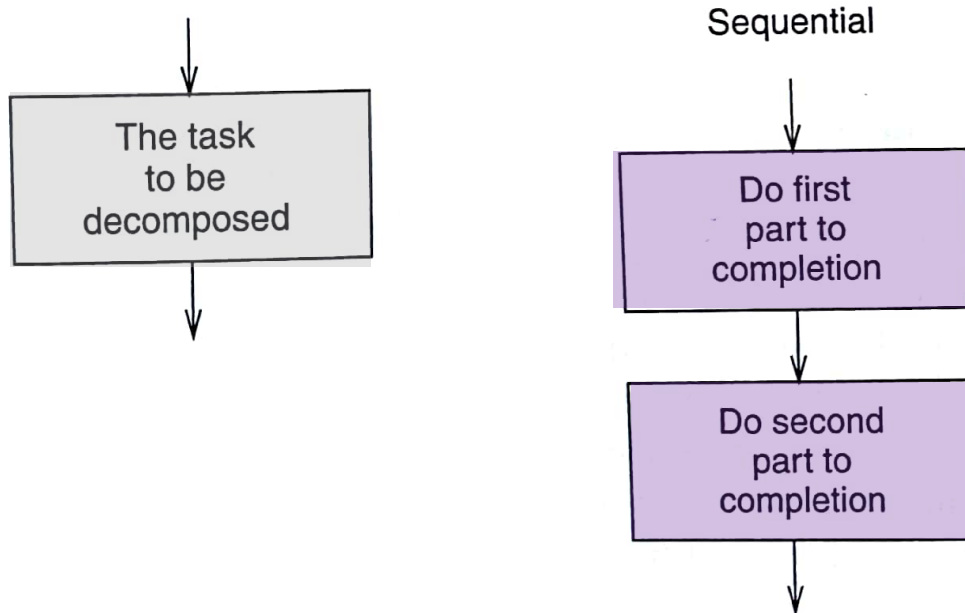 The task
to be
decomposed
Sequential
Do first
part to
completion
Do second
part to
completion